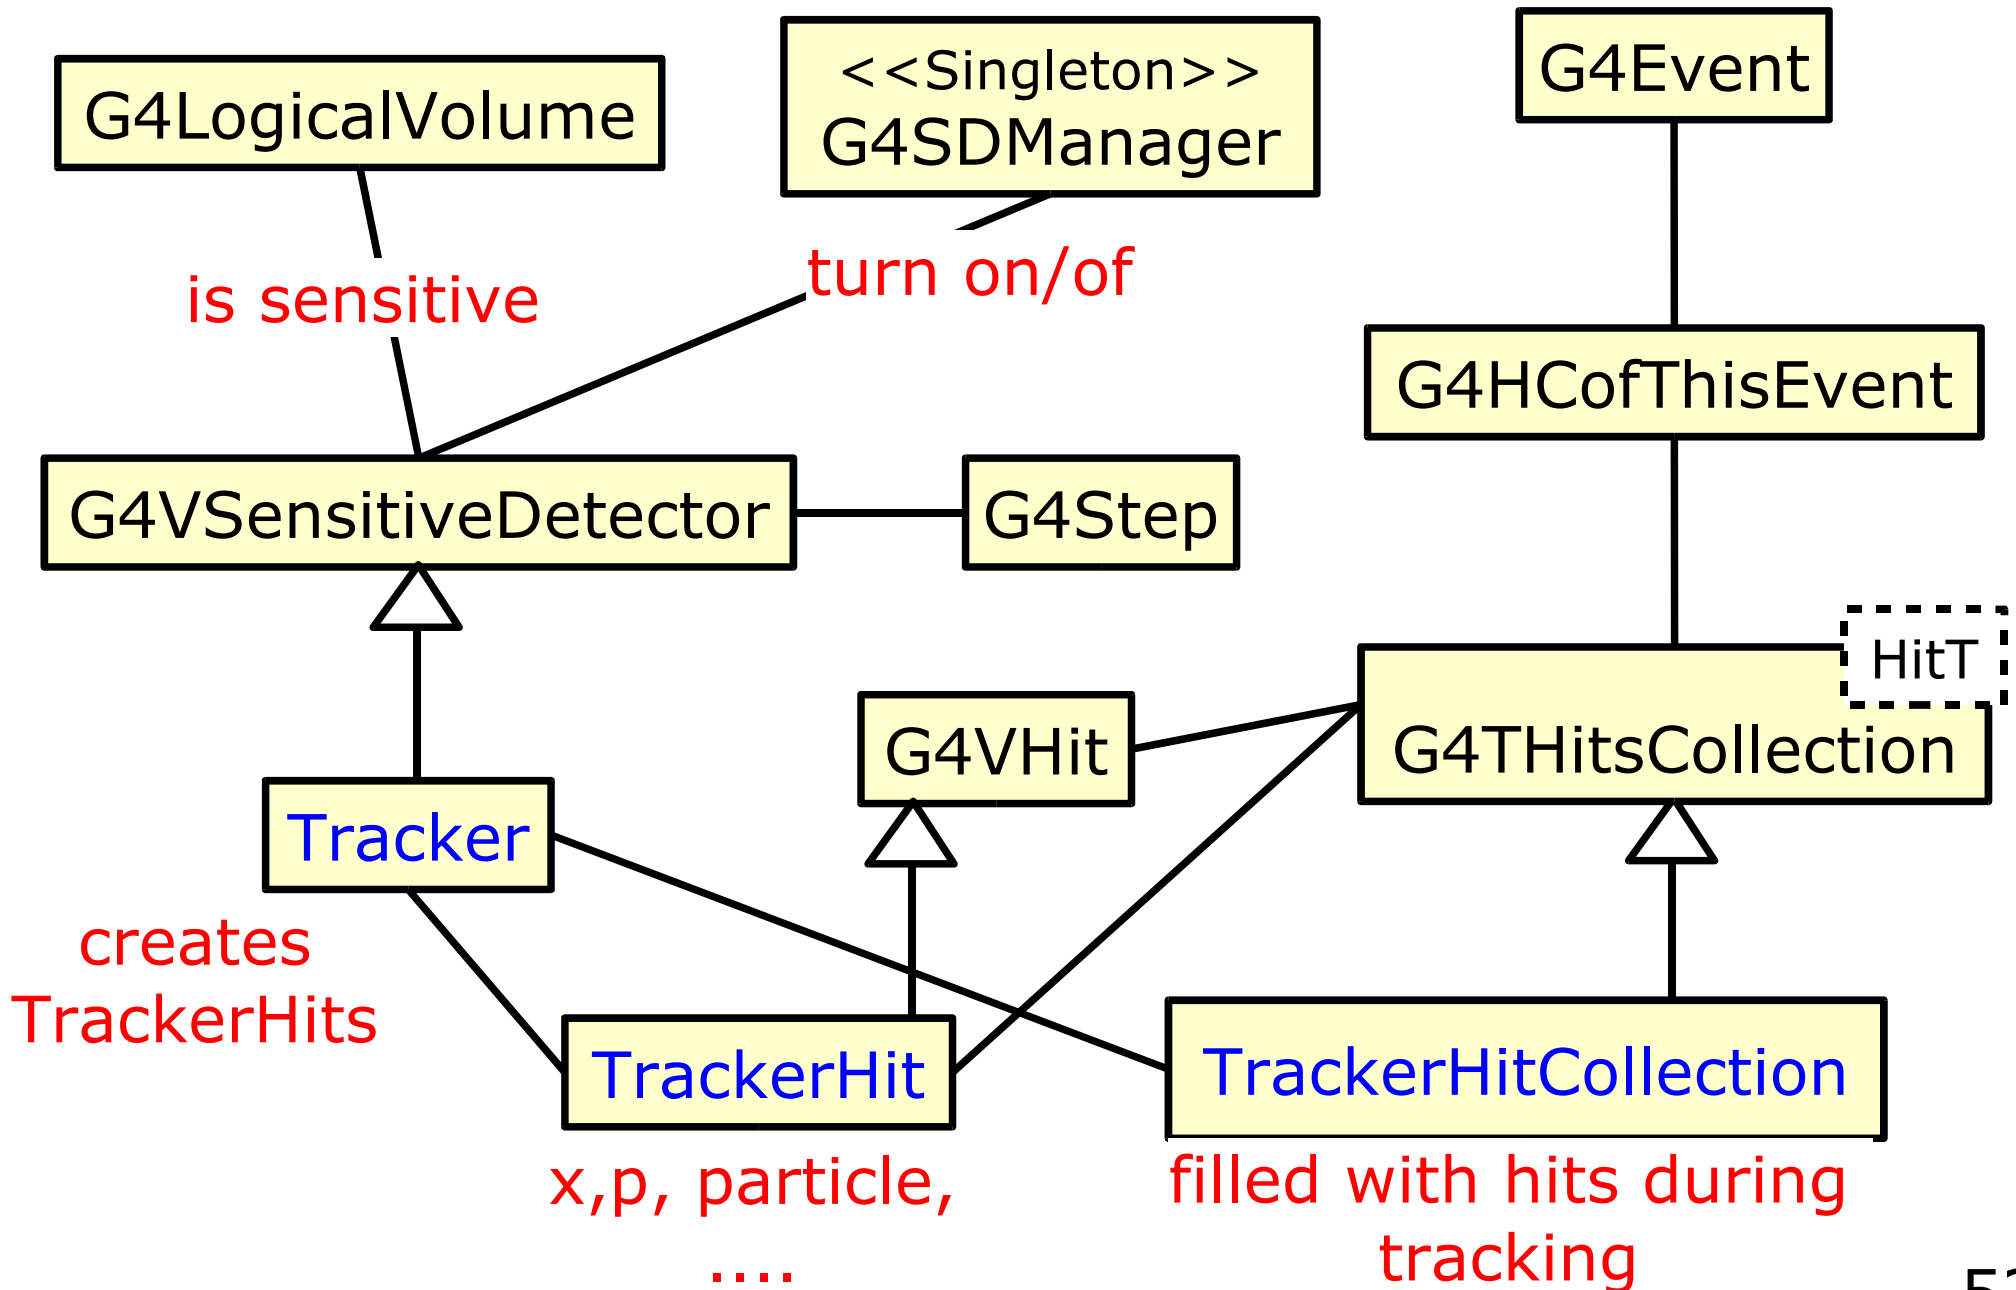 G4LogicalVolume
<<Singleton>>
G4SDManager
G4Event
is sensitive
turn on/of
G4HCofThisEvent
G4VSensitiveDetector
G4Step
HitT
G4VHit
G4THitsCollection
Tracker
creates
TrackerHits
TrackerHit
TrackerHitCollection
x,p, particle,
....
filled with hits during
tracking